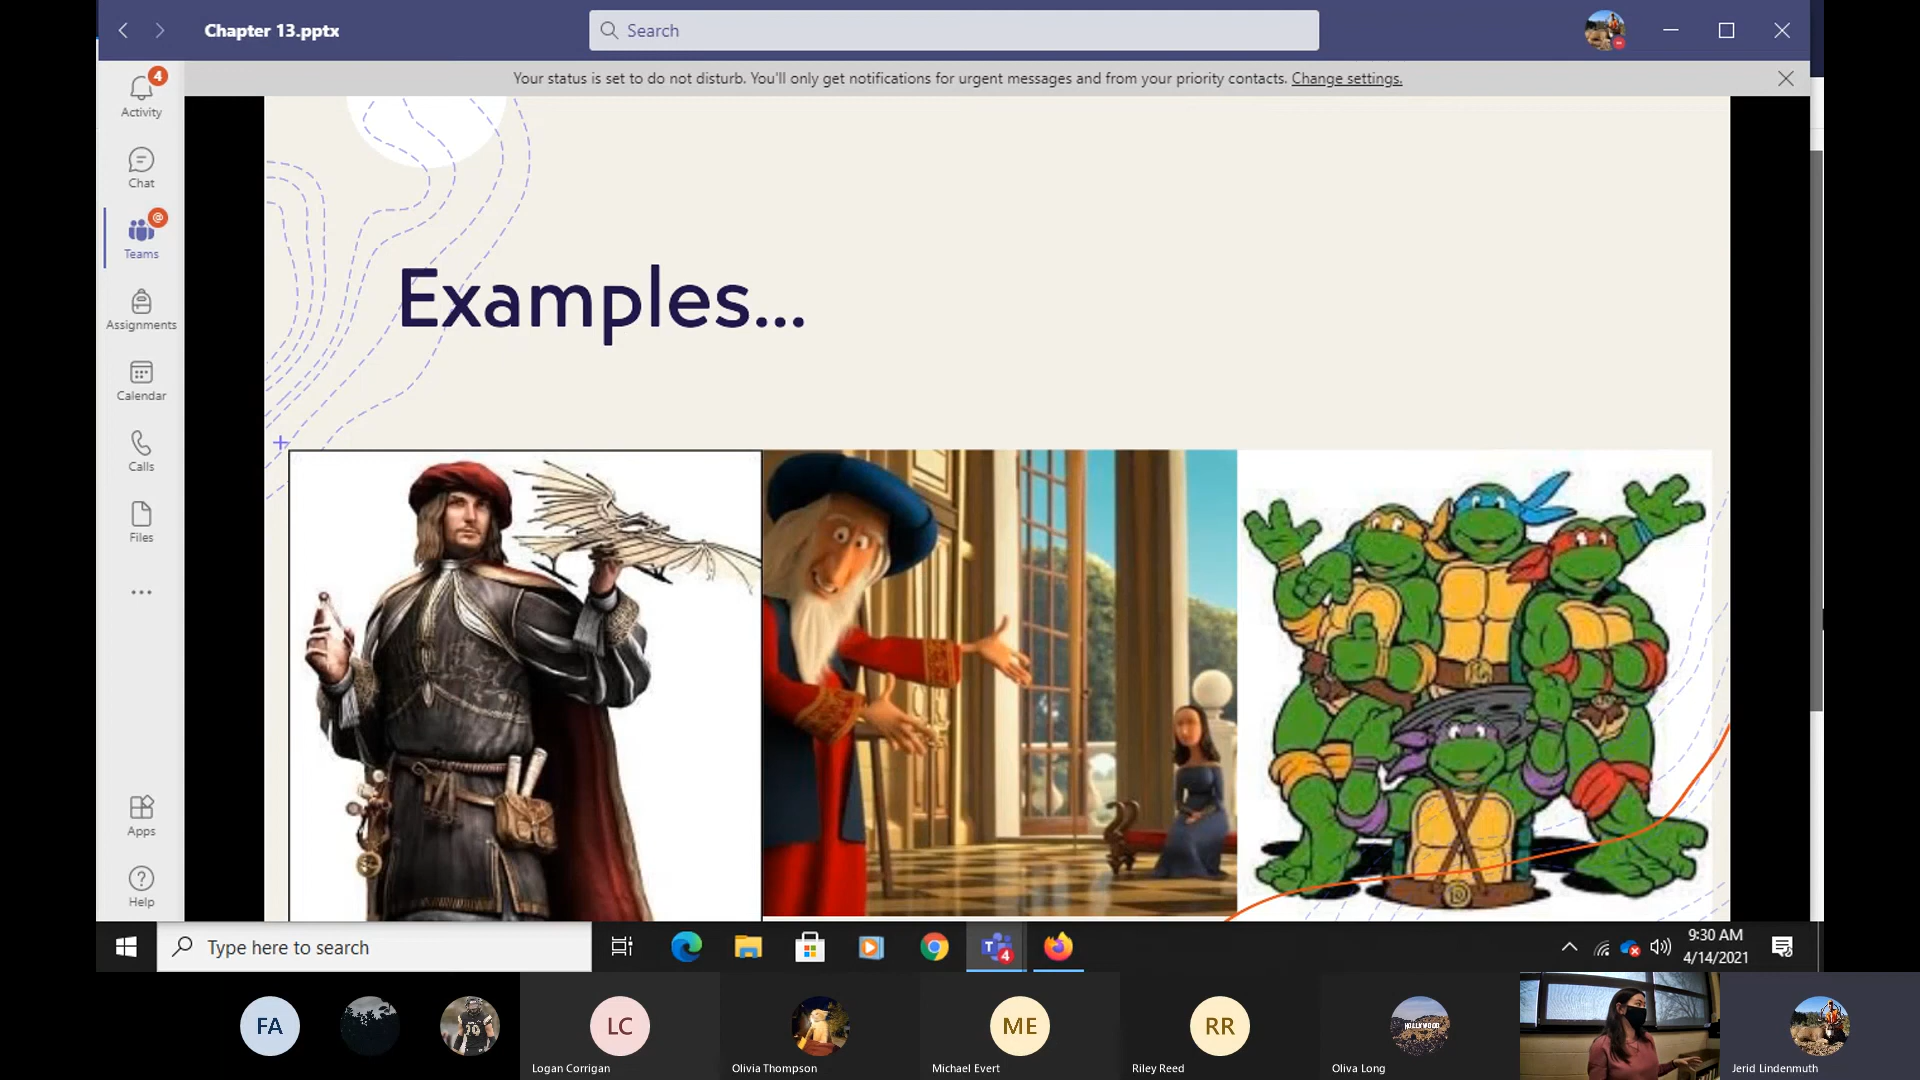 Chapter 13.pptx
Search
Your status is set to do not disturb. You'll only get notifications for urgent messages and from your priority contacts. Change settings.
4
Activity
Chat
@
Teams
Assignments
Calendar
Calls
Files
Apps
Help
Examples...
D
Type here to search
T
4
9:30 AM
4/14/2021
FA
LC
ME
RR
HOLLYWOOD
Logan Corrigan
Olivia Thompson
Michael Evert
Riley Reed
Oliva Long
Jerid Lindenmuth